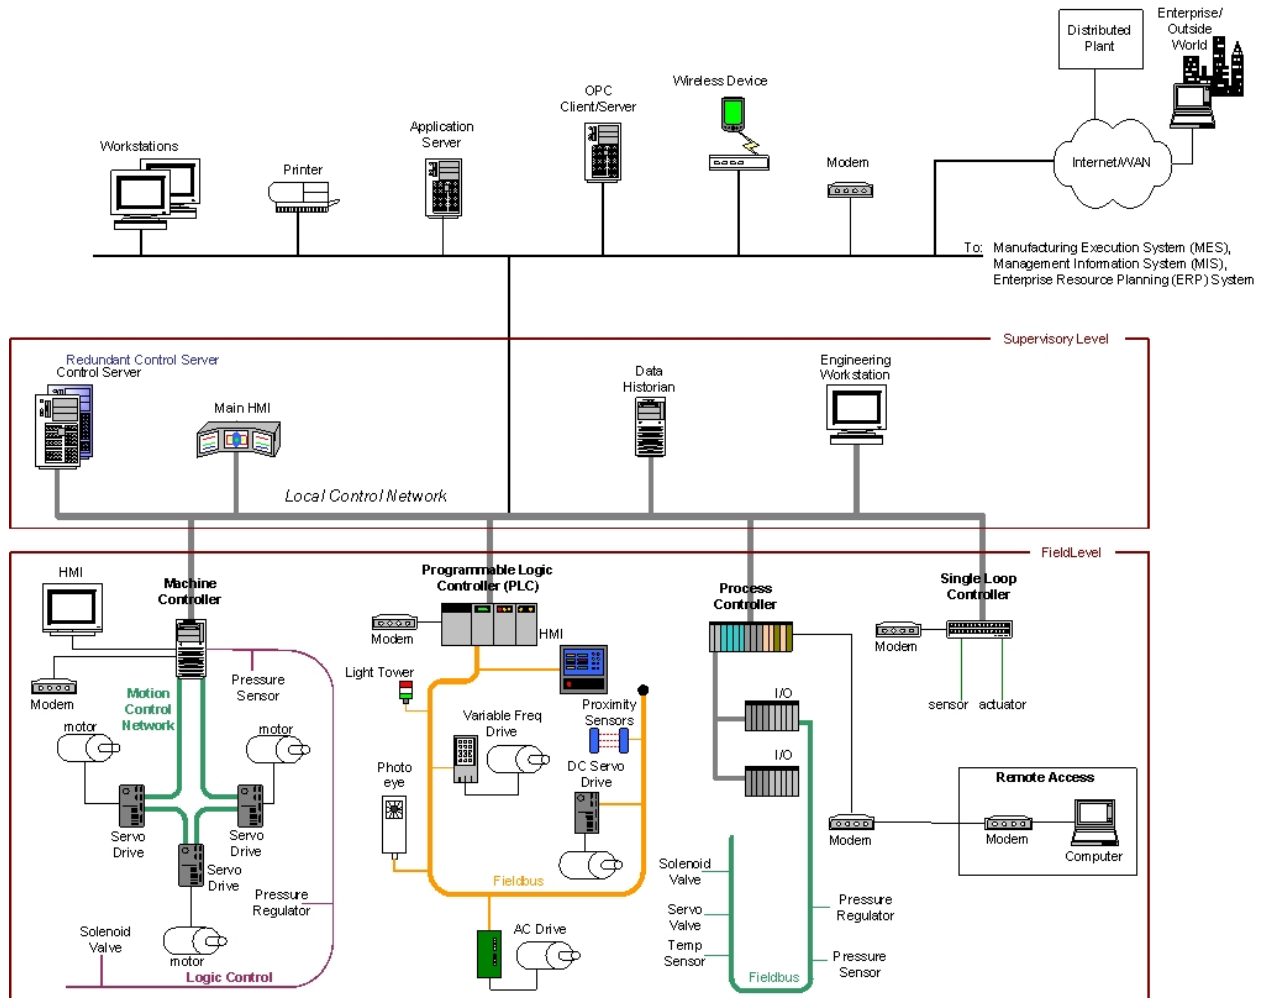 Distributed
Plant
Enterprise/
Outside
World
OPC
Client/Server
Wireless Device
Application
Server
Workstations
Printer
Modem
Internet/WAN
To: Manufacturing Execution System (MES),
Management Information System (MIS),
Enterprise Resource Planning (ERP) System
Supervisory Level
Redundant Control Server
Control Server
Main HMI
Data
Historian
Engineering
Workstation
Local Control Network
FieldLevel
HMI
Machine
Controller
Programmable Logic
Controller (PLC)
Process
Controller
Single Loop
Controller
Modem
HMI
Modem
Light Tower
Pressure
Sensor
Modem
Motion
Control
Network
motor
motor
Variable Freq
Drive
Proximity
Sensors
I/O
sensor
actuator
Photo
eye
DC Servo
Drive
I/O
Remote Access
Servo
Drive
Servo
Drive
Servo
Drive
Modem
Modem
Computer
Fieldbus
Solenoid
Valve
Pressure
Regulator
Servo
Valve
Pressure
Regulator
Solenoid
Valve
AC Drive
Temp
Sensor
motor
Pressure
Sensor
Logic Control
Fieldbus